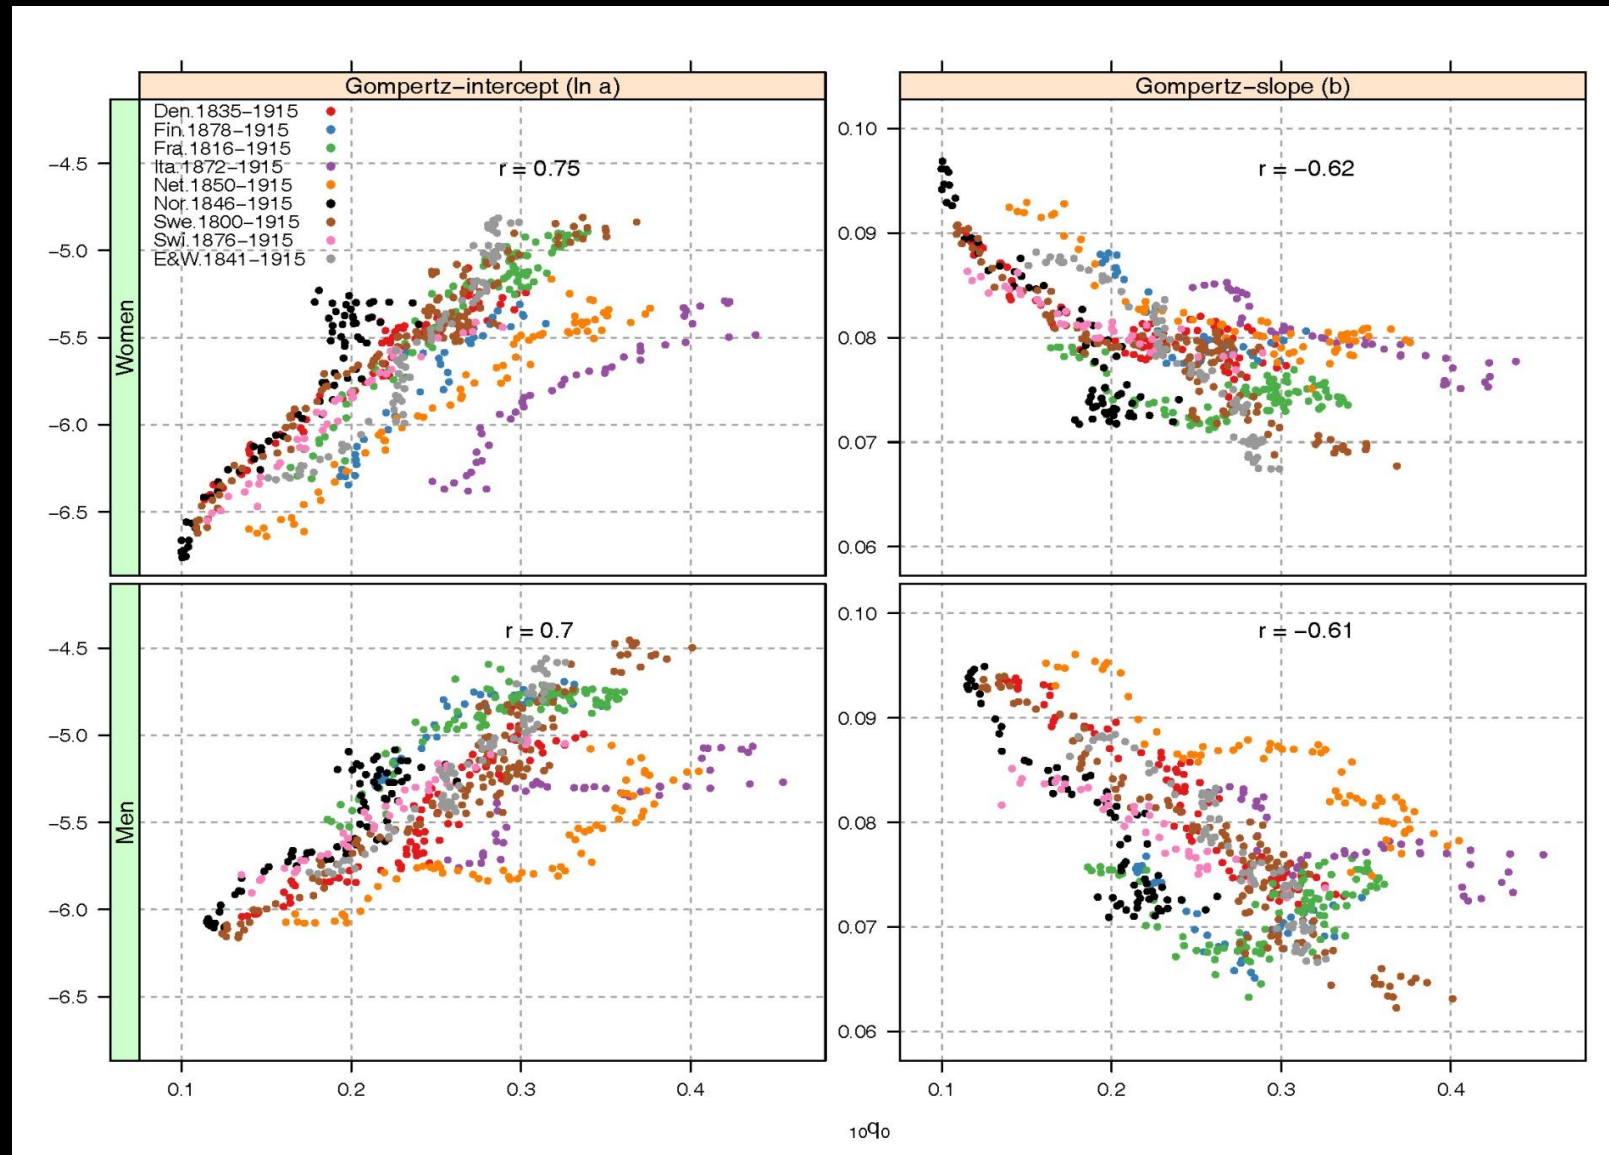 Gompertz−intercept (ln a)
Gompertz−slope (b)
Den.1835−1915
Fin.1878−1915
Fra.1816−1915
Ita.1872−1915
Net.1850−1915
Nor.1846−1915
Swe.1800−1915
Swi.1876−1915
E&W.1841−1915
r = 0.75
r = −0.62
Women
−4.5
−5.0
−5.5
−6.0
−6.5
0.10
0.09
0.08
0.07
0.06
r = 0.7
r = −0.61
Men
−4.5
−5.0
−5.5
−6.0
−6.5
0.10
0.09
0.08
0.07
0.06
0.1 0.2 0.3 0.4
0.1 0.2 0.3 0.4
₁₀q₀